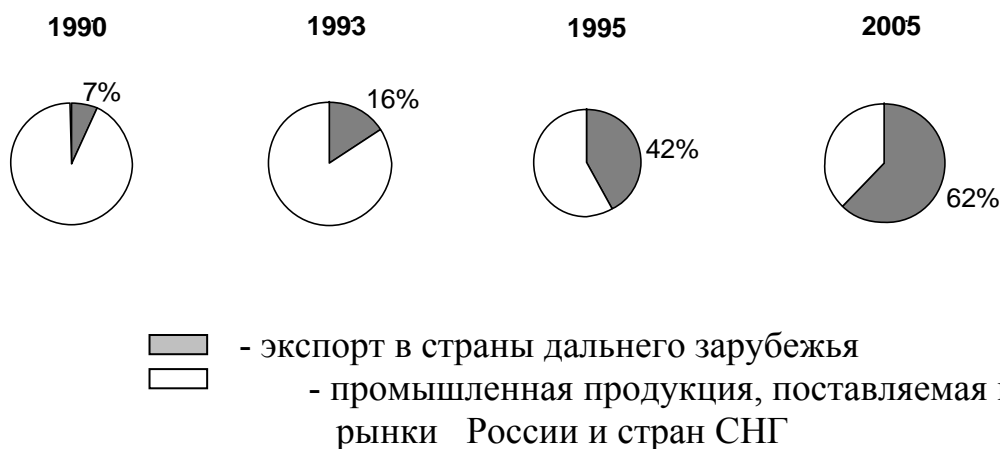 1990 1993 1995 2005
7% 16% 42% 62%
- экспорт в страны дальнего зарубежья
- промышленная продукция, поставляемая
рынки России и стран СНГ